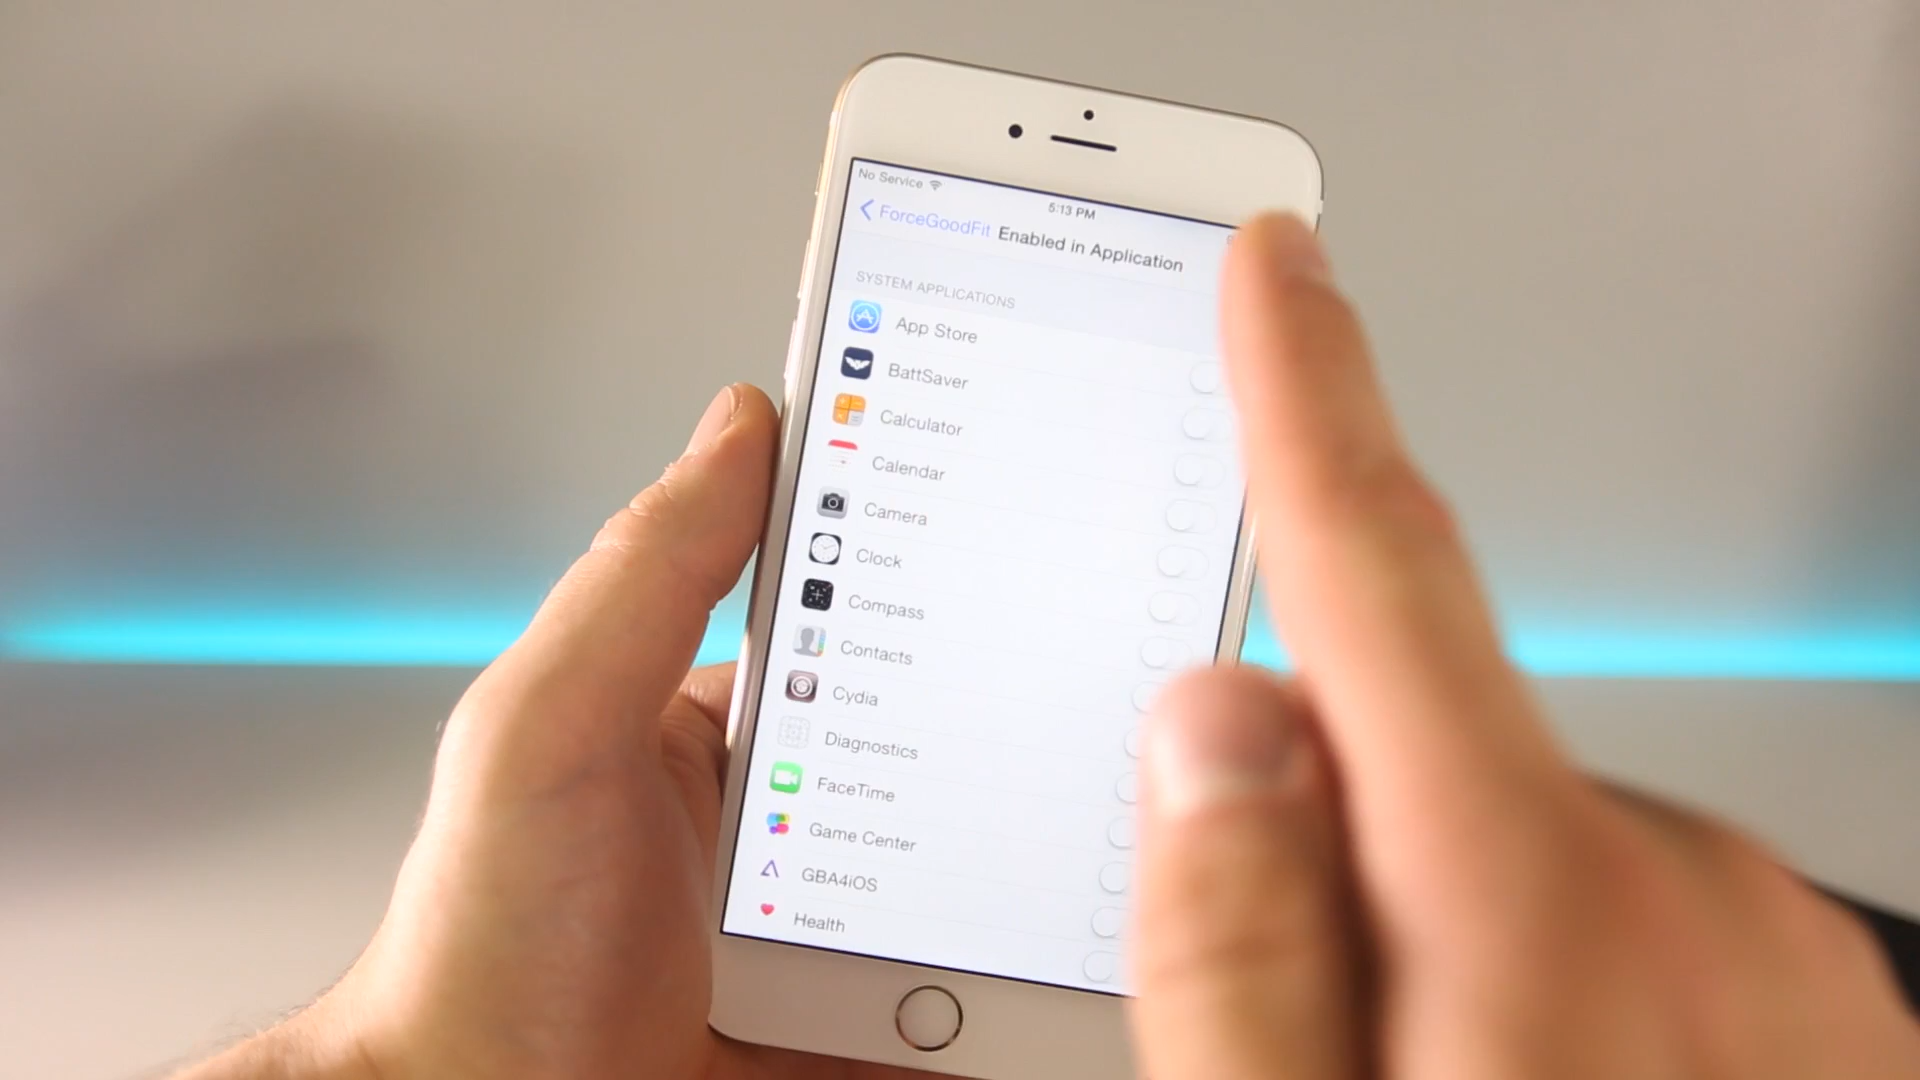 No Service
5:13 PM
ForceGoodFit Enabled in Application
SYSTEM APPLICATIONS
App Store
BattSaver
Calculator
Calendar
Camera
Clock
Compass
Contacts
Cydia
Diagnostics
FaceTime
Game Center
GBA4iOS
Health